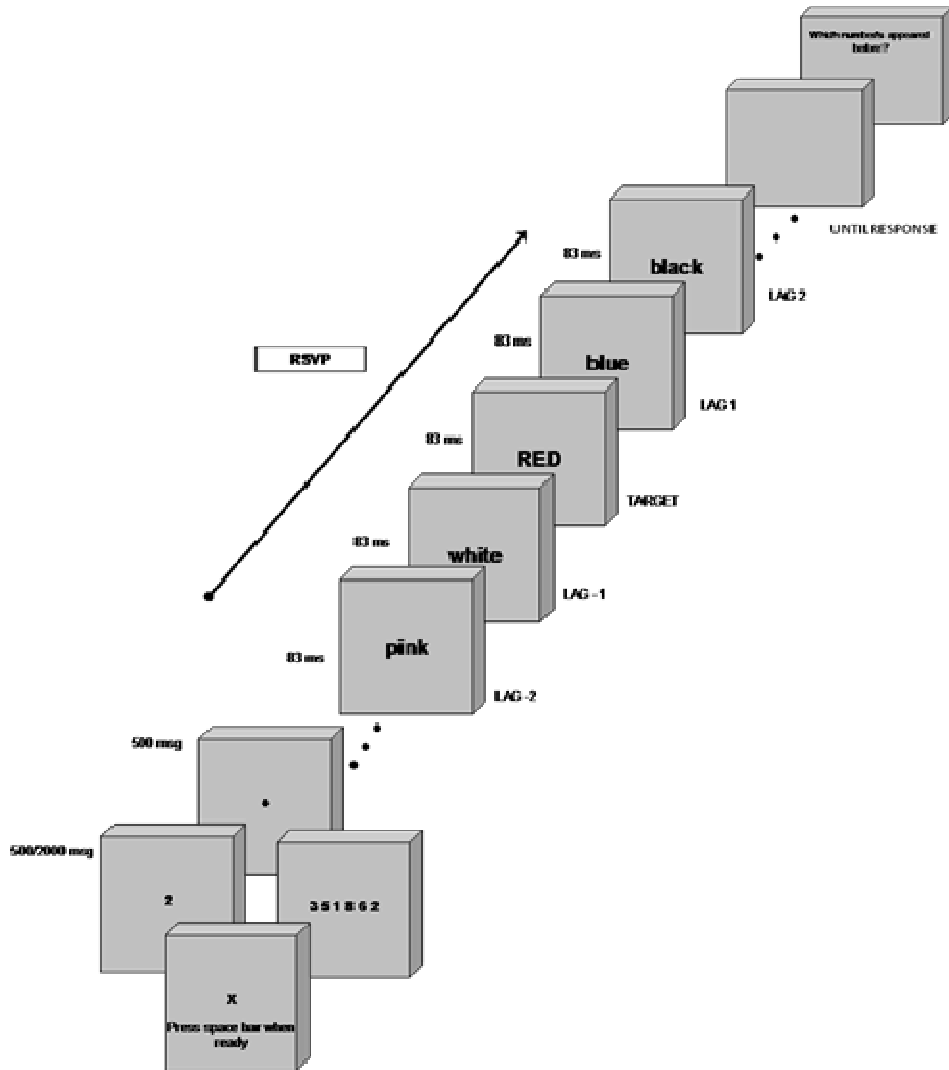 Which number/s appeared
before?
UNTIL RESPONSE
83 ms
black
LAG 2
83 ms
blue
LAG 1
RSVP
83 ms
RED
TARGET
83 ms
white
LAG -1
83 ms
pink
LAG -2
500 msg
500/2000 msg
2
3 5 1 8 6 2
X
Press space bar when
ready